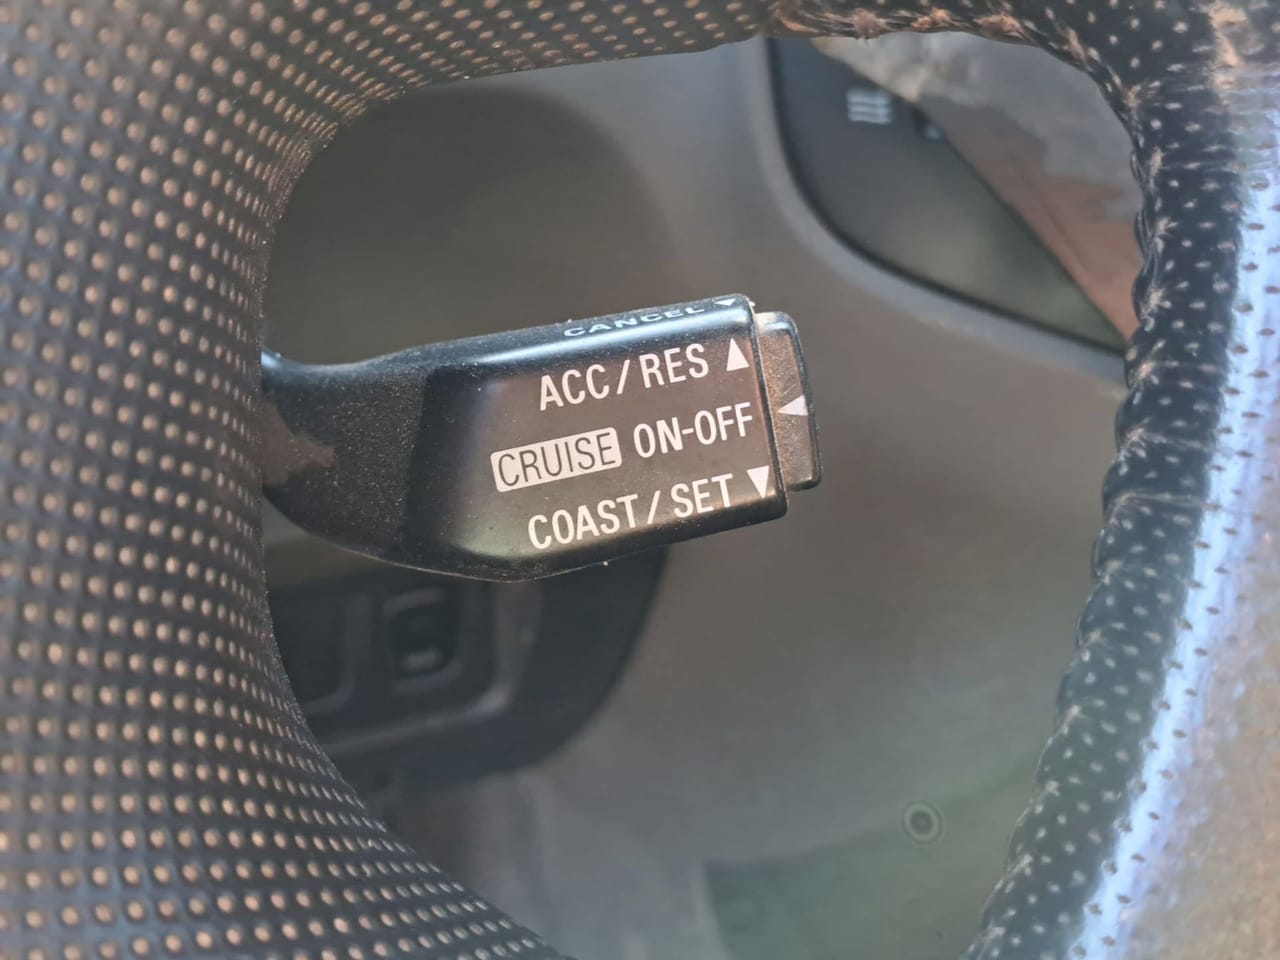 CANCEL
ACC/RES
CRUISE ON-OFF
COAST/SET